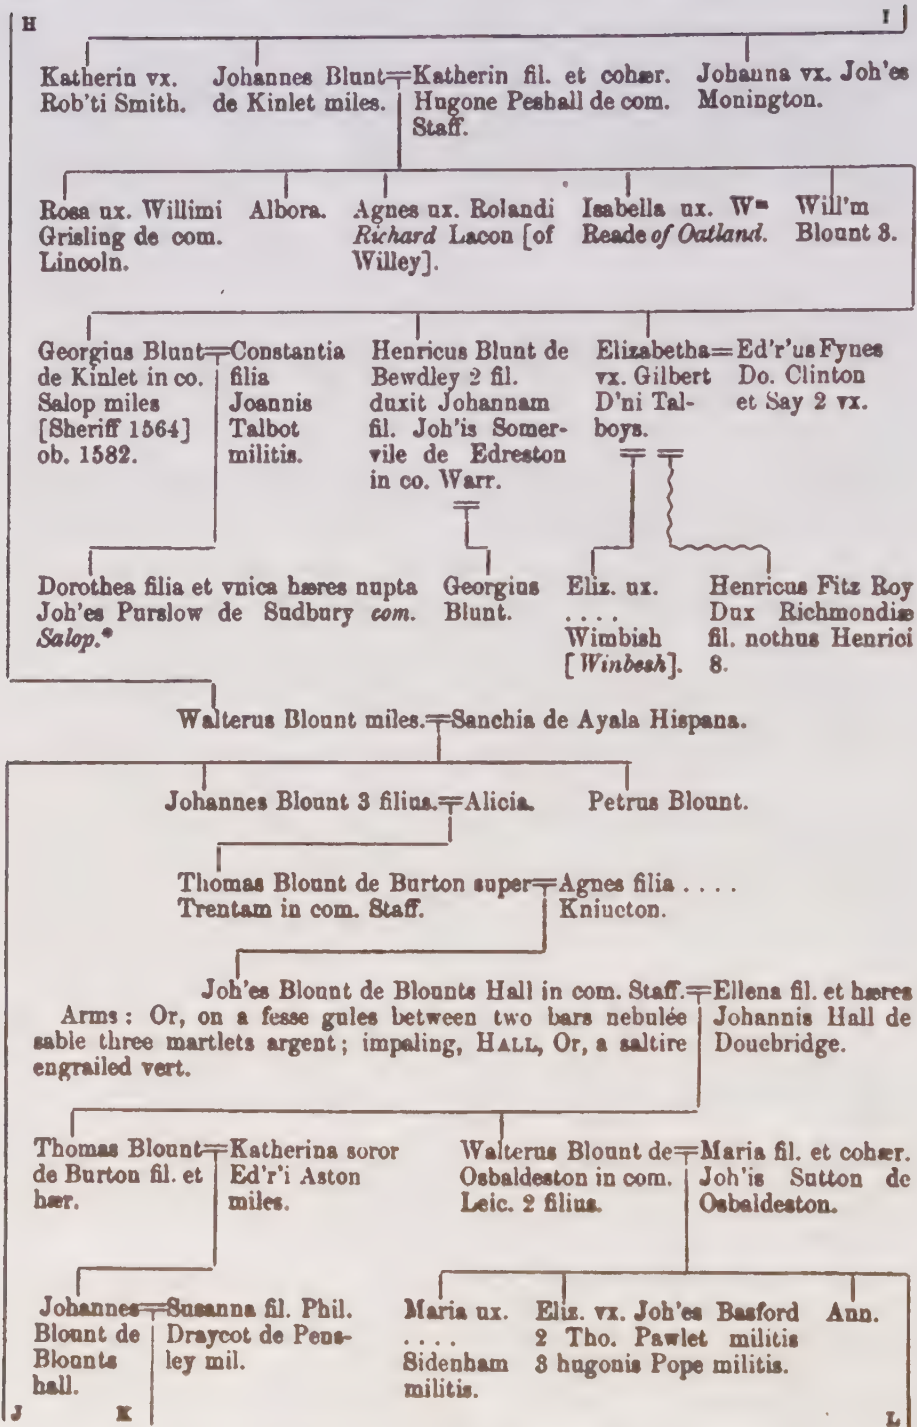 H
I
Katherin vx.
Rob'ti Smith.
Johannes Blunt
de Kinlet miles.
Katherin fil. et cohær.
Hugone Peshall de com.
Staff.
Johanna vx. Joh'es
Monington.
Rosa ux. Willimi
Grisling de com.
Lincoln.
Albora.
Agnes ux. Rolandi
Richard Lacon [of
Willey].
Isabella ux. Wm
Reade of Oatland.
Will'm
Blount 3.
Georgius Blunt
de Kinlet in co.
Salop miles
[Sheriff 1564]
ob. 1582.
Constantia
filia
Joannis
Talbot
militis.
Henricus Blunt de
Bewdley 2 fil.
duxit Johannam
fil. Joh'is Somer-
vile de Edreston
in co. Warr.
Elizabetha
vx. Gilbert
D'ni Tal-
boys.
Ed'r'us Fynes
Do. Clinton
et Say 2 vx.
Dorothea filia et vnica hæres nupta
Joh'es Purslow de Sudbury com.
Salop.*
Georgius
Blunt.
Eliz. ux.
. . . .
Wimbish
[Winbesh].
Henricus Fitz Roy
Dux Richmondiæ
fil. nothus Henrici
8.
Walterus Blount miles.
Sanchia de Ayala Hispana.
Johannes Blount 3 filius.
Alicia.
Petrus Blount.
Thomas Blount de Burton super
Trentam in com. Staff.
Agnes filia . . . .
Kniucton.
Joh'es Blount de Blounts Hall in com. Staff.
Arms : Or, on a fesse gules between two bars nebulée
sable three martlets argent ; impaling, HALL, Or, a saltire
engrailed vert.
Ellena fil. et hæres
Johannis Hall de
Douebridge.
Thomas Blount
de Burton fil. et
hær.
Katherina soror
Ed'r'i Aston
miles.
Walterus Blount de
Osbaldeston in com.
Leic. 2 filius.
Maria fil. et cohær.
Joh'is Sutton de
Osbaldeston.
Johannes
Blount de
Blounts
hall.
Susanna fil. Phil.
Draycot de Pens-
ley mil.
Maria ux.
. . . .
Sidenham
militis.
Eliz. vx. Joh'es Basford
2 Tho. Pawlet militis
3 hugonis Pope militis.
Ann.
J
K
L